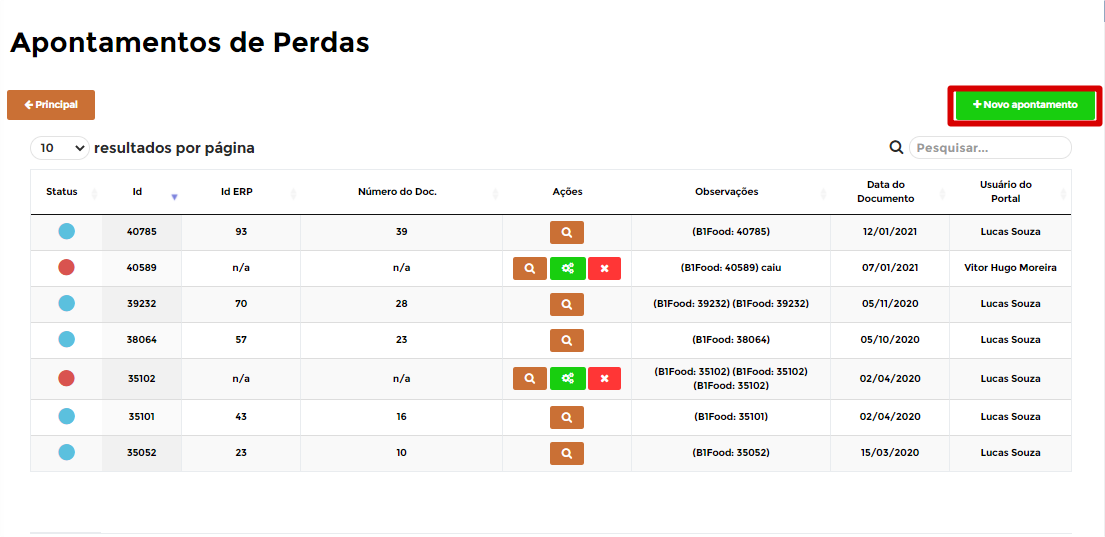 Apontamentos de Perdas
Principal
Novo apontamento
10 resultados por página
Pesquisar...
Status Id Id ERP Número do Doc. Ações Observações Data do Documento Usuário do Portal
40785 93 39 (B1Food: 40785) 12/01/2021 Lucas Souza
40589 n/a n/a (B1Food: 40589) caiu 07/01/2021 Vitor Hugo Moreira
39232 70 28 (B1Food: 39232) (B1Food: 39232) 05/11/2020 Lucas Souza
38064 57 23 (B1Food: 38064) 05/10/2020 Lucas Souza
35102 n/a n/a (B1Food: 35102) (B1Food: 35102) (B1Food: 35102) 02/04/2020 Lucas Souza
35101 43 16 (B1Food: 35101) 02/04/2020 Lucas Souza
35052 23 10 (B1Food: 35052) 15/03/2020 Lucas Souza